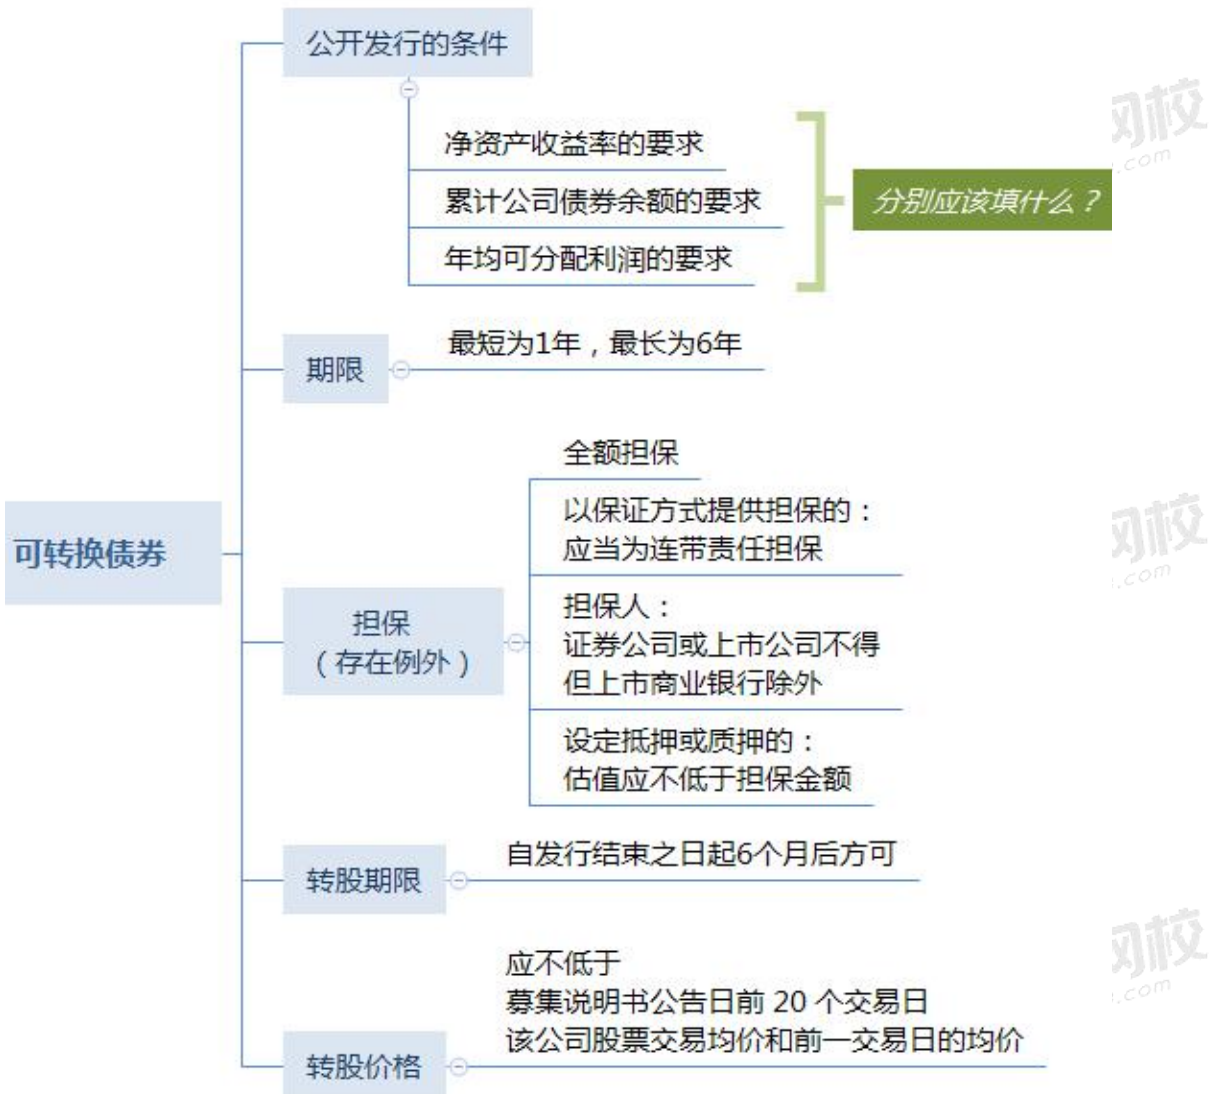 公开发行的条件
净资产收益率的要求
累计公司债券余额的要求
年均可分配利润的要求
分别应该填什么？
期限
最短为1年，最长为6年
可转换债券
担保
（存在例外）
全额担保
以保证方式提供担保的：
应当为连带责任担保
担保人：
证券公司或上市公司不得
但上市商业银行除外
设定抵押或质押的：
估值应不低于担保金额
转股期限
自发行结束之日起6个月后方可
转股价格
应不低于
募集说明书公告日前 20 个交易日
该公司股票交易均价和前一交易日的均价
网校
.com
网校
.com
网校
.com